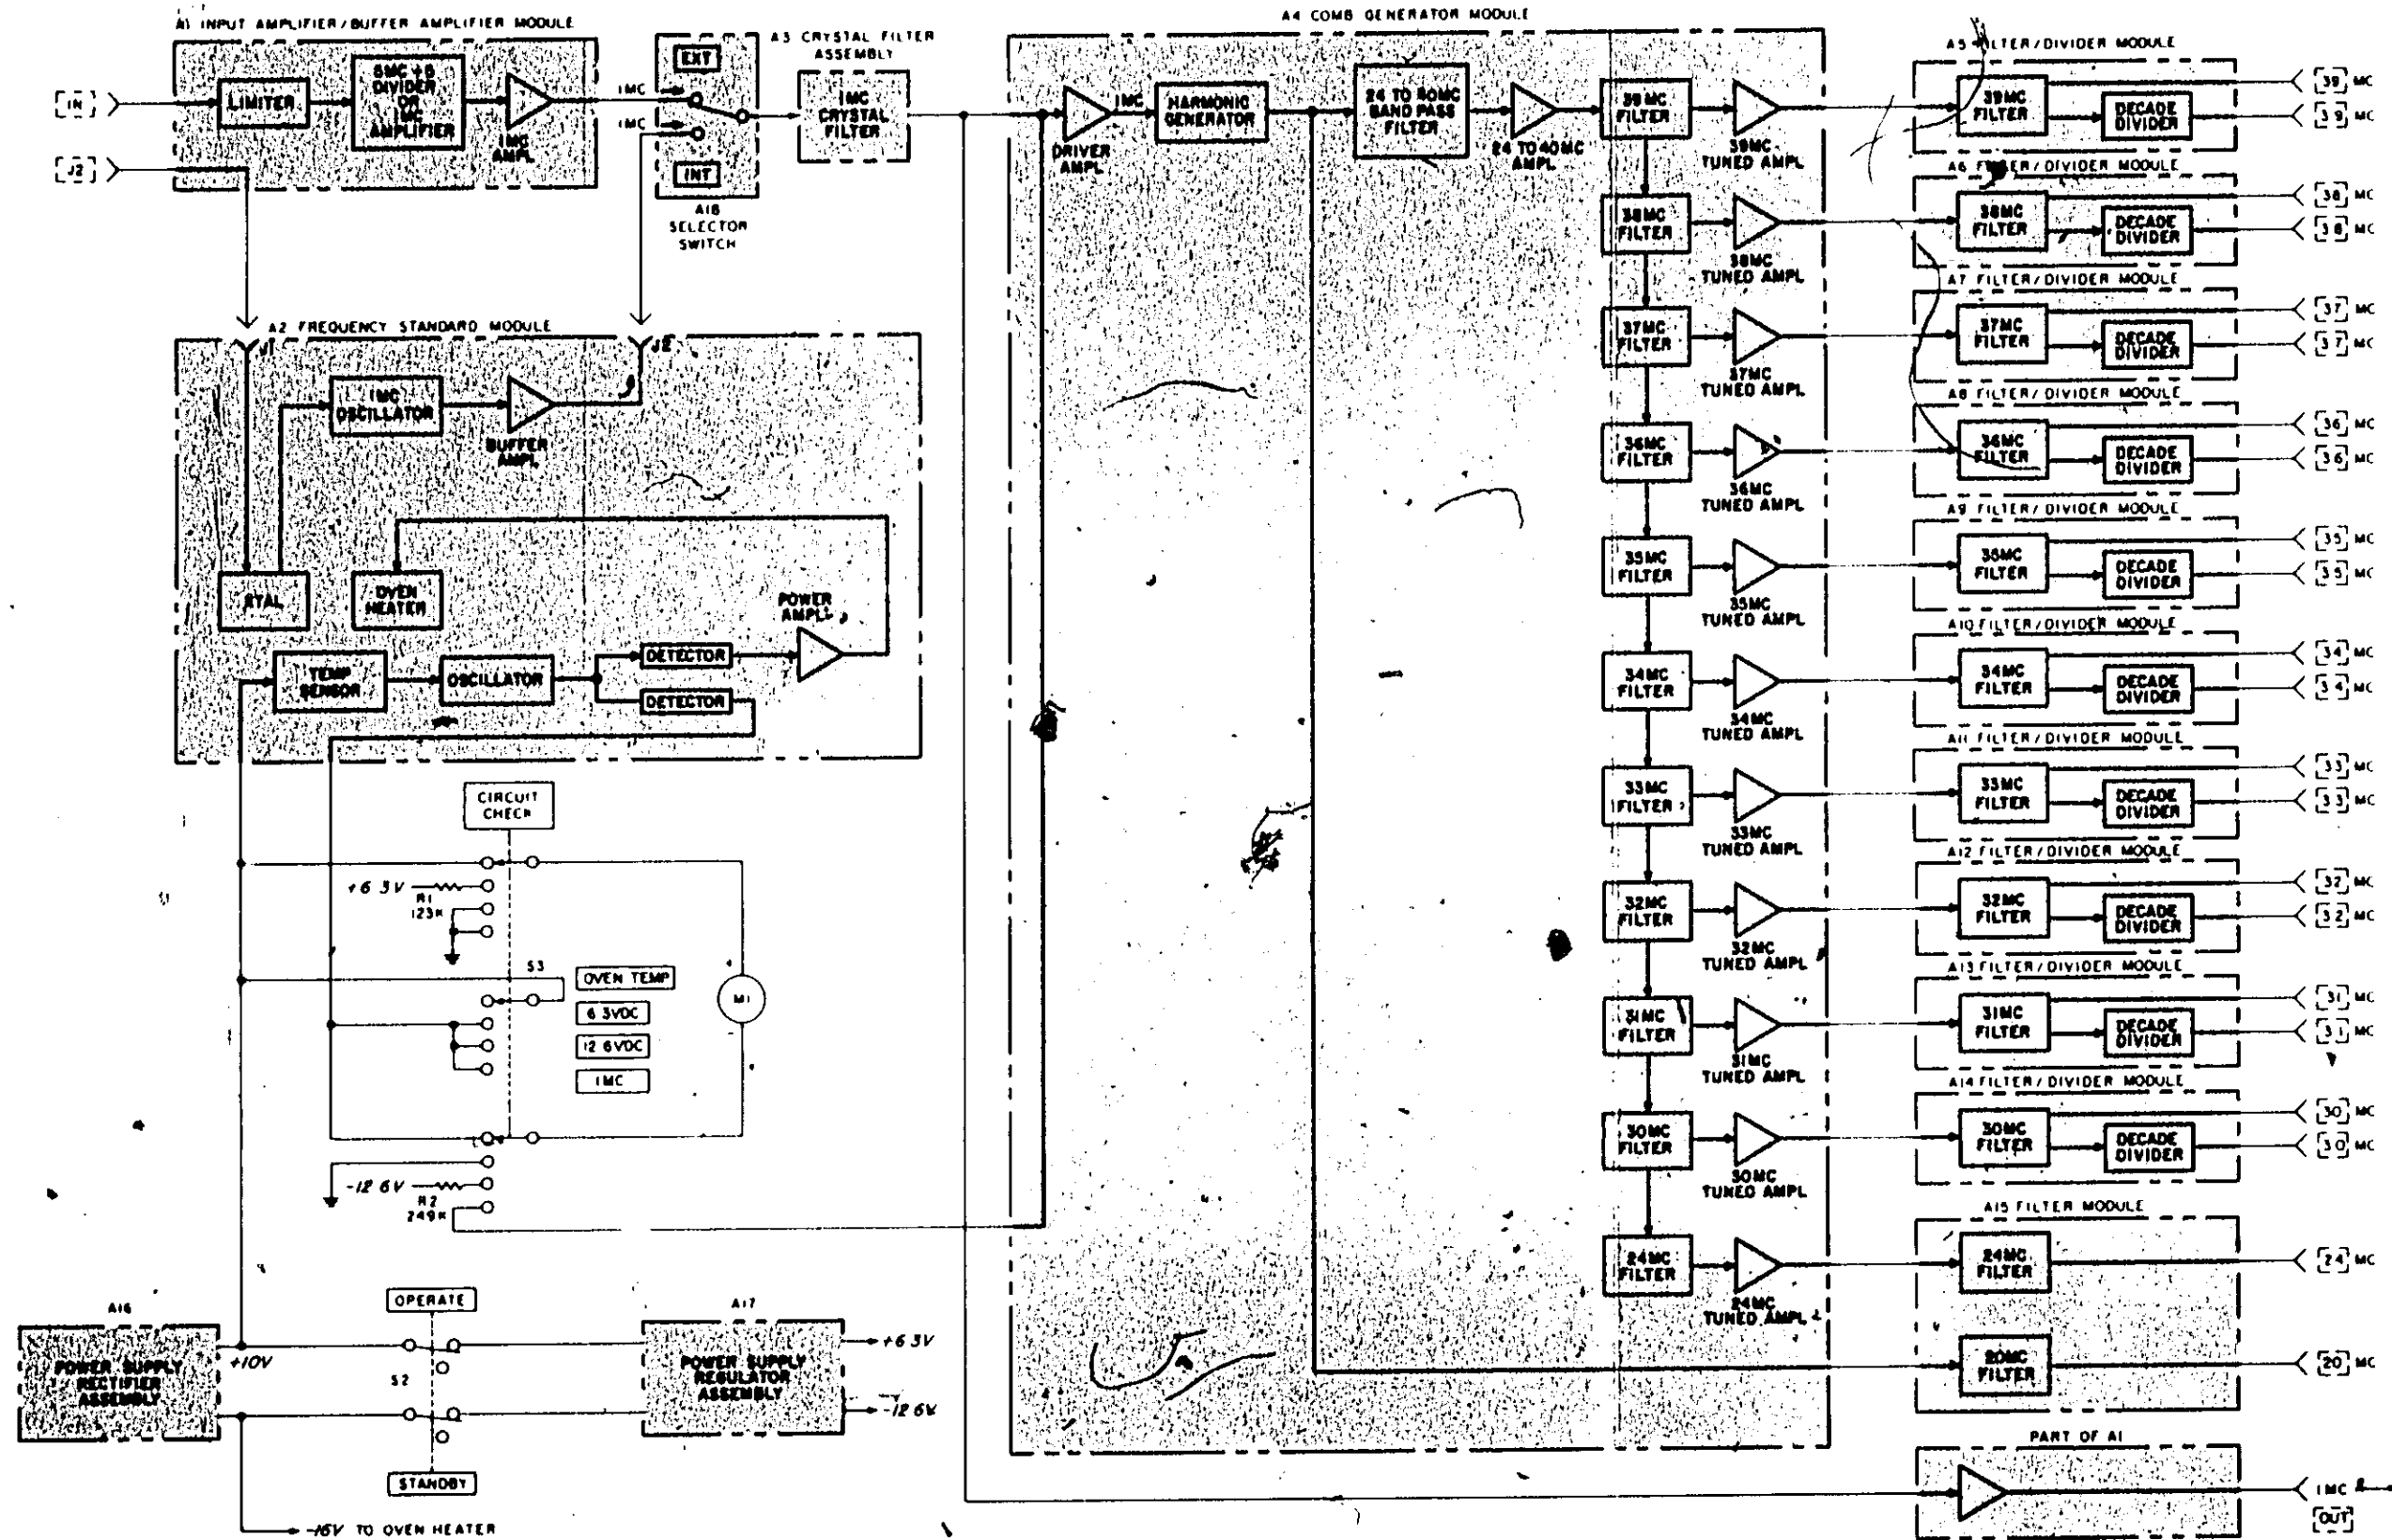 A1 INPUT AMPLIFIER/BUFFER AMPLIFIER MODULE
[IN]
[J2]
LIMITER
5MC ÷5
DIVIDER
OR
1MC
AMPLIFIER
1MC
AMPL
1MC
1MC
EXT
INT
A18
SELECTOR
SWITCH
A3 CRYSTAL FILTER
ASSEMBLY
1MC
CRYSTAL
FILTER
A2 FREQUENCY STANDARD MODULE
J1
J2
1MC
OSCILLATOR
BUFFER
AMPL
XTAL
OVEN
HEATER
POWER
AMPL
TEMP
SENSOR
OSCILLATOR
DETECTOR
DETECTOR
CIRCUIT
CHECK
+6 3V
R1
123K
S3
OVEN TEMP
6 3VDC
12 6VDC
1MC
M1
-12 6V
R2
249K
A16
POWER SUPPLY
RECTIFIER
ASSEMBLY
+10V
OPERATE
S2
STANDBY
-16V TO OVEN HEATER
A17
POWER SUPPLY
REGULATOR
ASSEMBLY
+6 3V
-12 6V
A4 COMB GENERATOR MODULE
DRIVER
AMPL
1MC
HARMONIC
GENERATOR
24 TO 40MC
BAND PASS
FILTER
24 TO 40MC
AMPL
39MC
FILTER
39MC
TUNED AMPL
38MC
FILTER
38MC
TUNED AMPL
37MC
FILTER
37MC
TUNED AMPL
36MC
FILTER
36MC
TUNED AMPL
35MC
FILTER
35MC
TUNED AMPL
34MC
FILTER
34MC
TUNED AMPL
33MC
FILTER
33MC
TUNED AMPL
32MC
FILTER
32MC
TUNED AMPL
31MC
FILTER
31MC
TUNED AMPL
30MC
FILTER
30MC
TUNED AMPL
24MC
FILTER
24MC
TUNED AMPL
A5 FILTER/DIVIDER MODULE
39MC
FILTER
DECADE
DIVIDER
[39] MC
[3 9] MC
A6 FILTER/DIVIDER MODULE
38MC
FILTER
DECADE
DIVIDER
[38] MC
[3 8] MC
A7 FILTER/DIVIDER MODULE
37MC
FILTER
DECADE
DIVIDER
[37] MC
[3 7] MC
A8 FILTER/DIVIDER MODULE
36MC
FILTER
DECADE
DIVIDER
[36] MC
[3 6] MC
A9 FILTER/DIVIDER MODULE
35MC
FILTER
DECADE
DIVIDER
[35] MC
[3 5] MC
A10 FILTER/DIVIDER MODULE
34MC
FILTER
DECADE
DIVIDER
[34] MC
[3 4] MC
A11 FILTER/DIVIDER MODULE
33MC
FILTER
DECADE
DIVIDER
[33] MC
[3 3] MC
A12 FILTER/DIVIDER MODULE
32MC
FILTER
DECADE
DIVIDER
[32] MC
[3 2] MC
A13 FILTER/DIVIDER MODULE
31MC
FILTER
DECADE
DIVIDER
[31] MC
[3 1] MC
A14 FILTER/DIVIDER MODULE
30MC
FILTER
DECADE
DIVIDER
[30] MC
[3 0] MC
A15 FILTER MODULE
24MC
FILTER
[24] MC
20MC
FILTER
[20] MC
PART OF A1
1MC
[OUT]